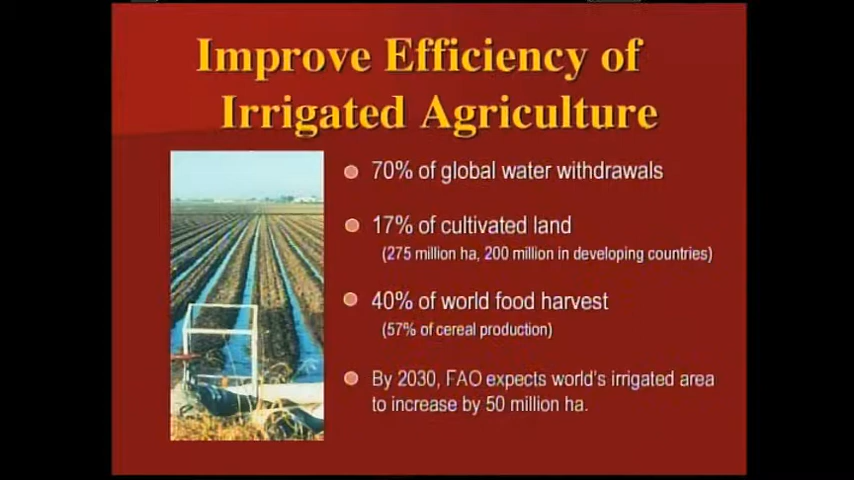 Improve Efficiency of
Irrigated Agriculture
70% of global water withdrawals
17% of cultivated land
(275 million ha, 200 million in developing countries)
40% of world food harvest
(57% of cereal production)
By 2030, FAO expects world's irrigated area
to increase by 50 million ha.